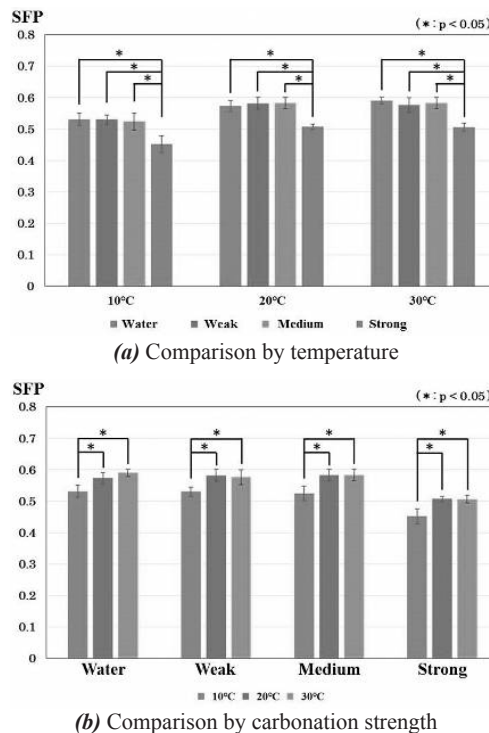 SFP
(*: p < 0.05)
0.8
0.7
0.6
0.5
0.4
0.3
0.2
0.1
0
* * *
* * *
* * *
10℃ 20℃ 30℃
Water Weak Medium Strong
(a) Comparison by temperature
SFP
(*: p < 0.05)
0.8
0.7
0.6
0.5
0.4
0.3
0.2
0.1
0
* * * * * * * *
Water Weak Medium Strong
10℃ 20℃ 30℃
(b) Comparison by carbonation strength